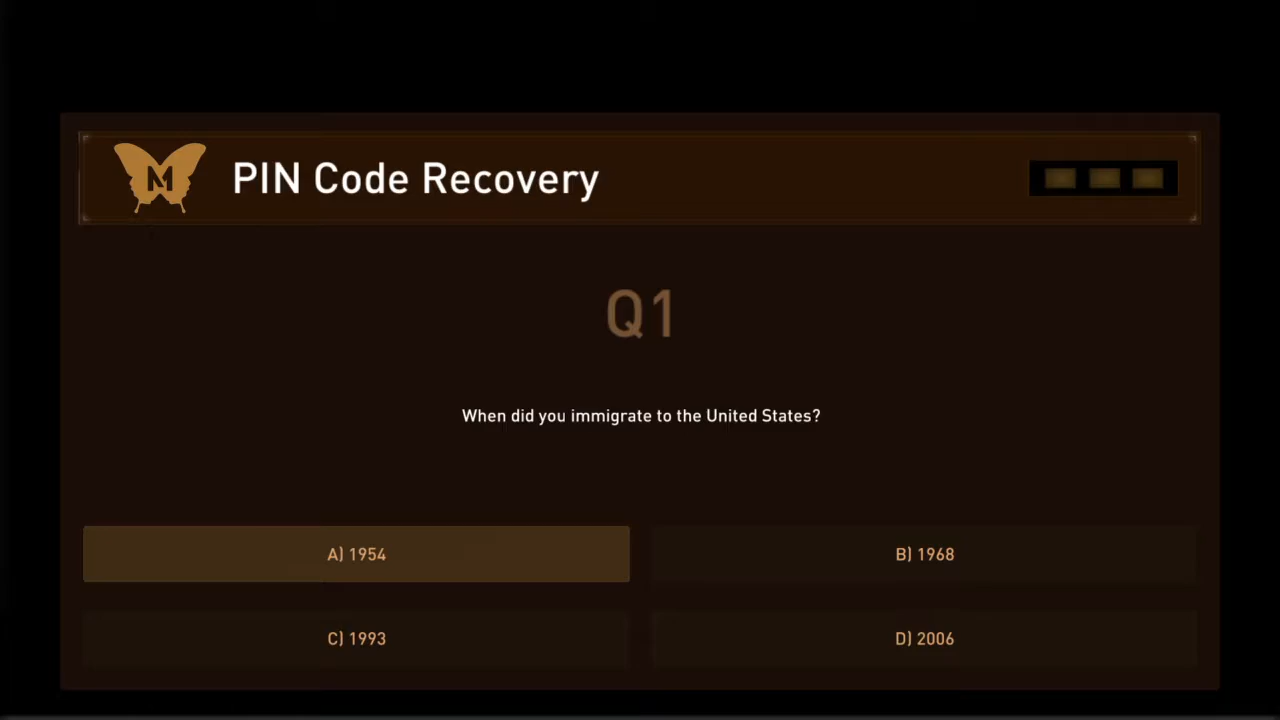 M
PIN Code Recovery
Q1
When did you immigrate to the United States?
A) 1954
B) 1968
C) 1993
D) 2006